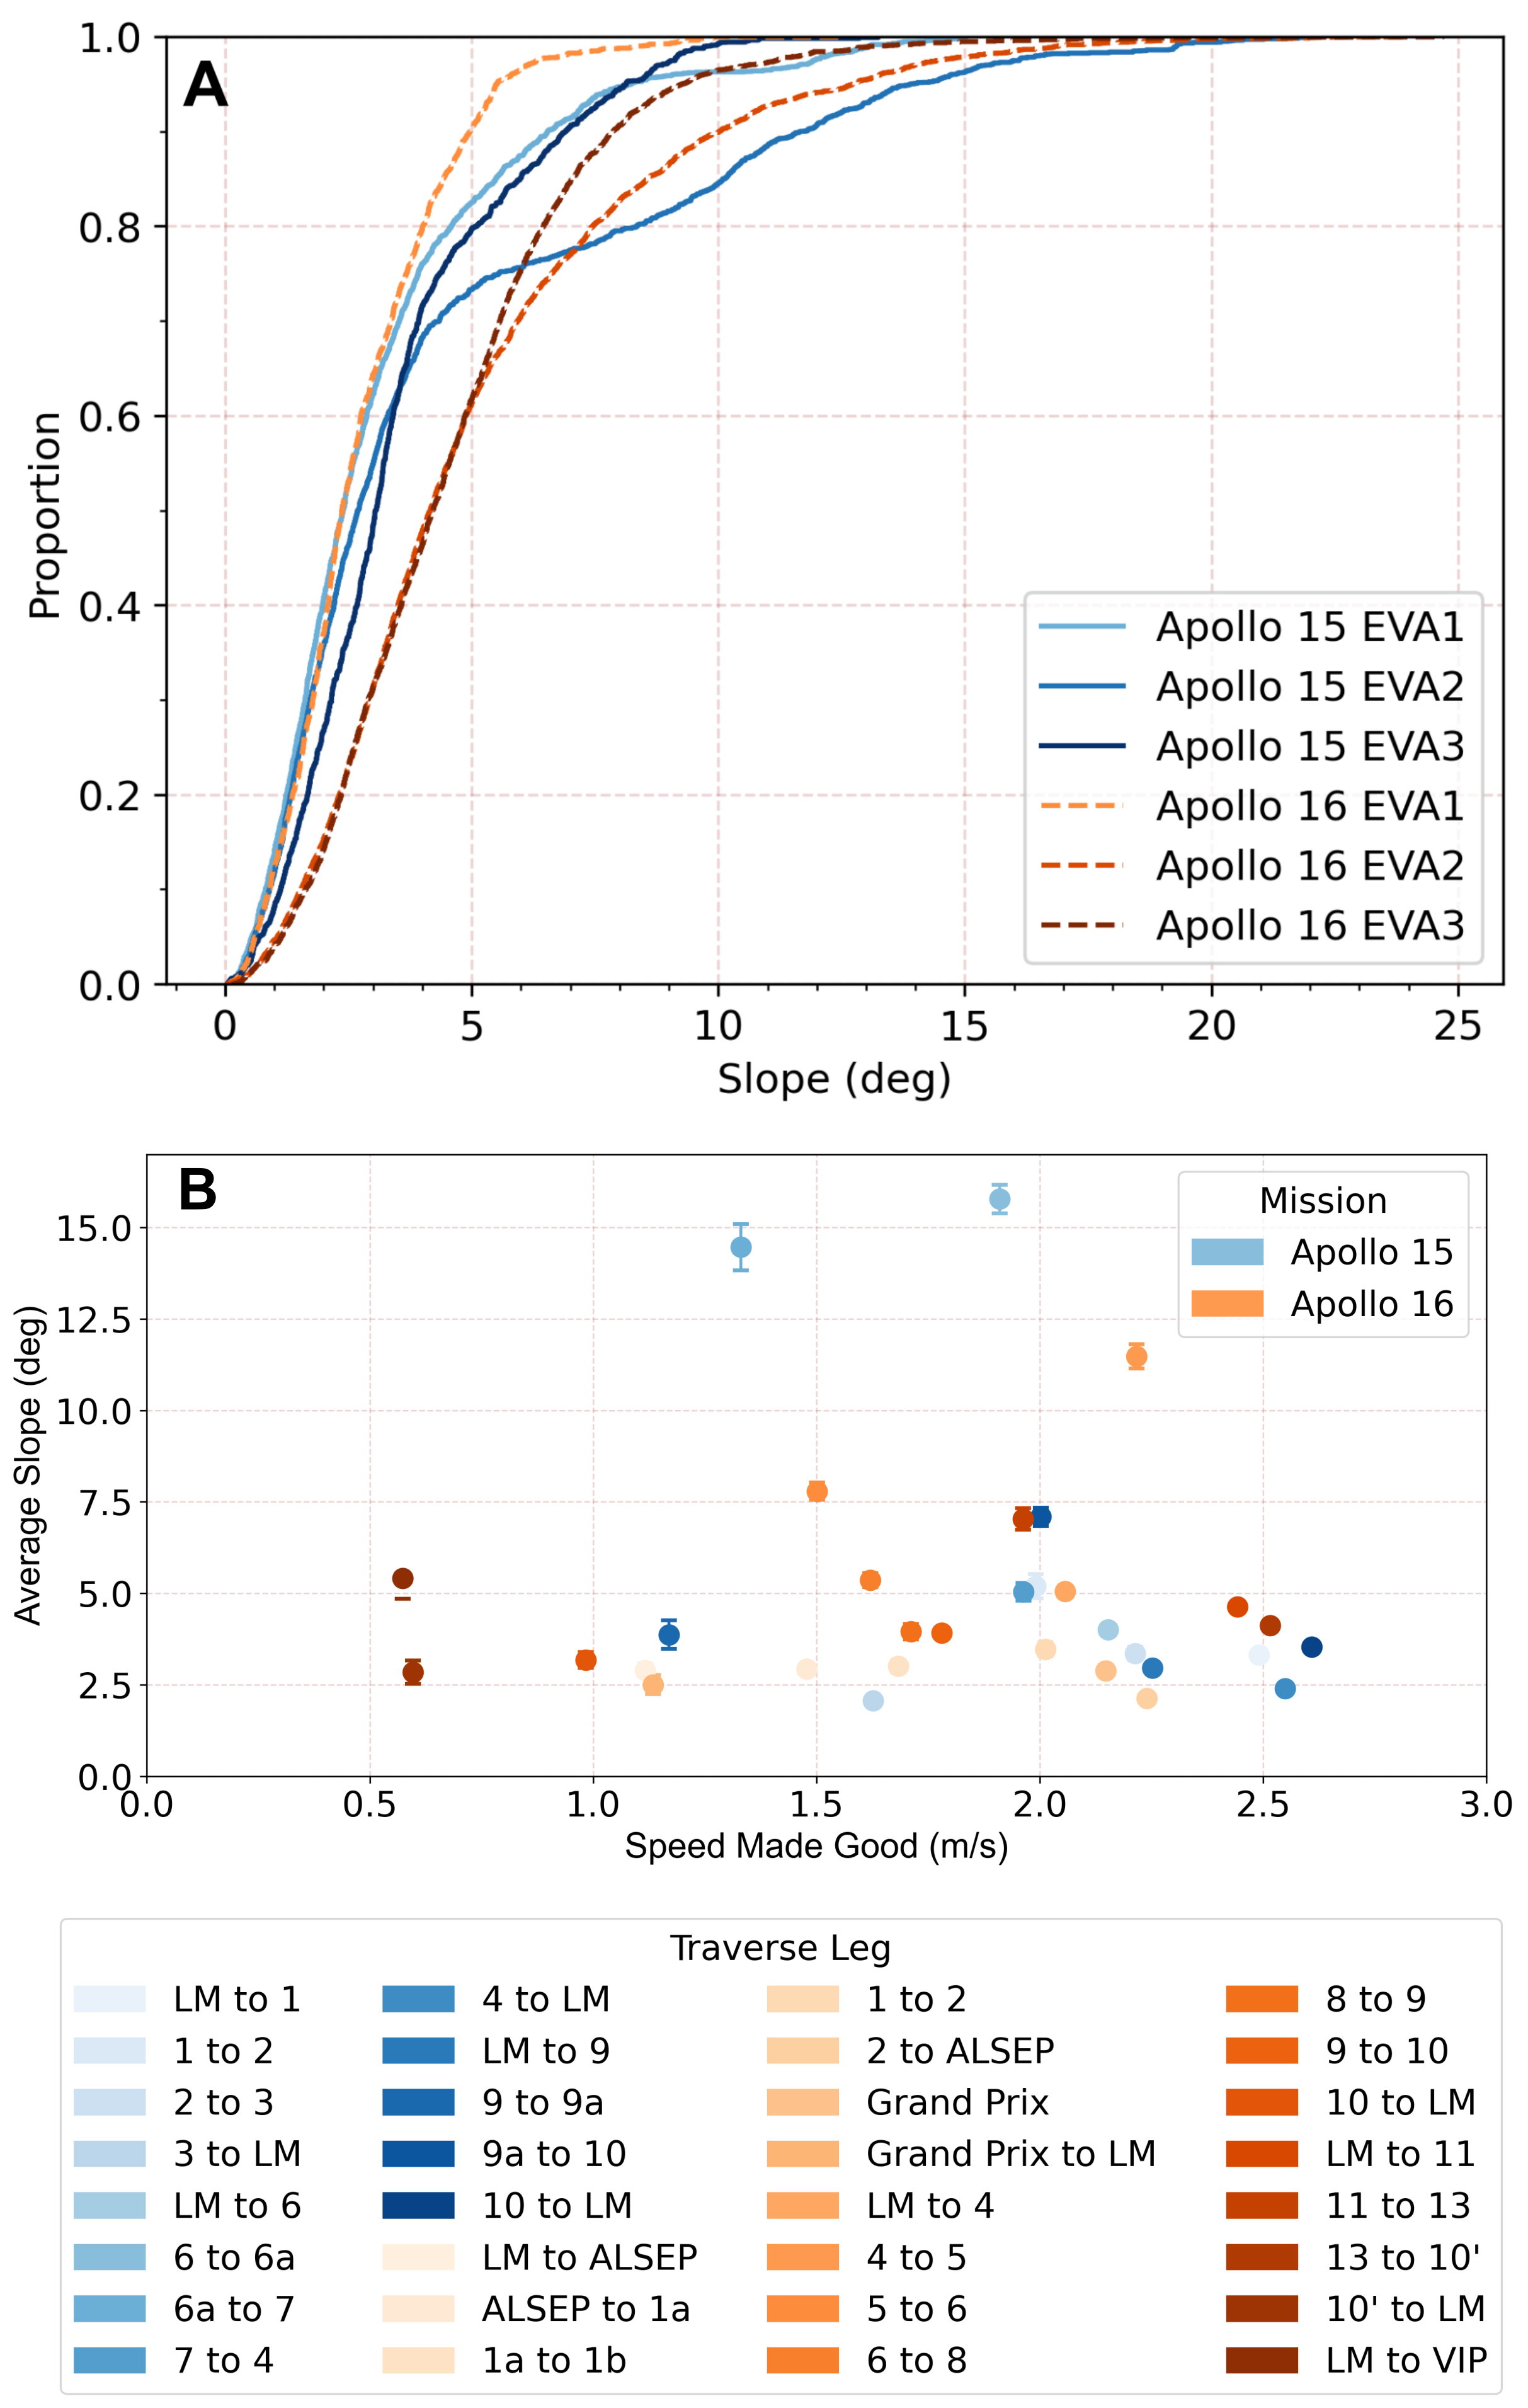 A
1.0
0.8
0.6
0.4
0.2
0.0
Proportion
Apollo 15 EVA1
Apollo 15 EVA2
Apollo 15 EVA3
Apollo 16 EVA1
Apollo 16 EVA2
Apollo 16 EVA3
0 5 10 15 20 25
Slope (deg)
B
15.0
12.5
10.0
7.5
5.0
2.5
0.0
Average Slope (deg)
Mission
Apollo 15
Apollo 16
0.0 0.5 1.0 1.5 2.0 2.5 3.0
Speed Made Good (m/s)
Traverse Leg
LM to 1
1 to 2
2 to 3
3 to LM
LM to 6
6 to 6a
6a to 7
7 to 4
4 to LM
LM to 9
9 to 9a
9a to 10
10 to LM
LM to ALSEP
ALSEP to 1a
1a to 1b
1 to 2
2 to ALSEP
Grand Prix
Grand Prix to LM
LM to 4
4 to 5
5 to 6
6 to 8
8 to 9
9 to 10
10 to LM
LM to 11
11 to 13
13 to 10'
10' to LM
LM to VIP